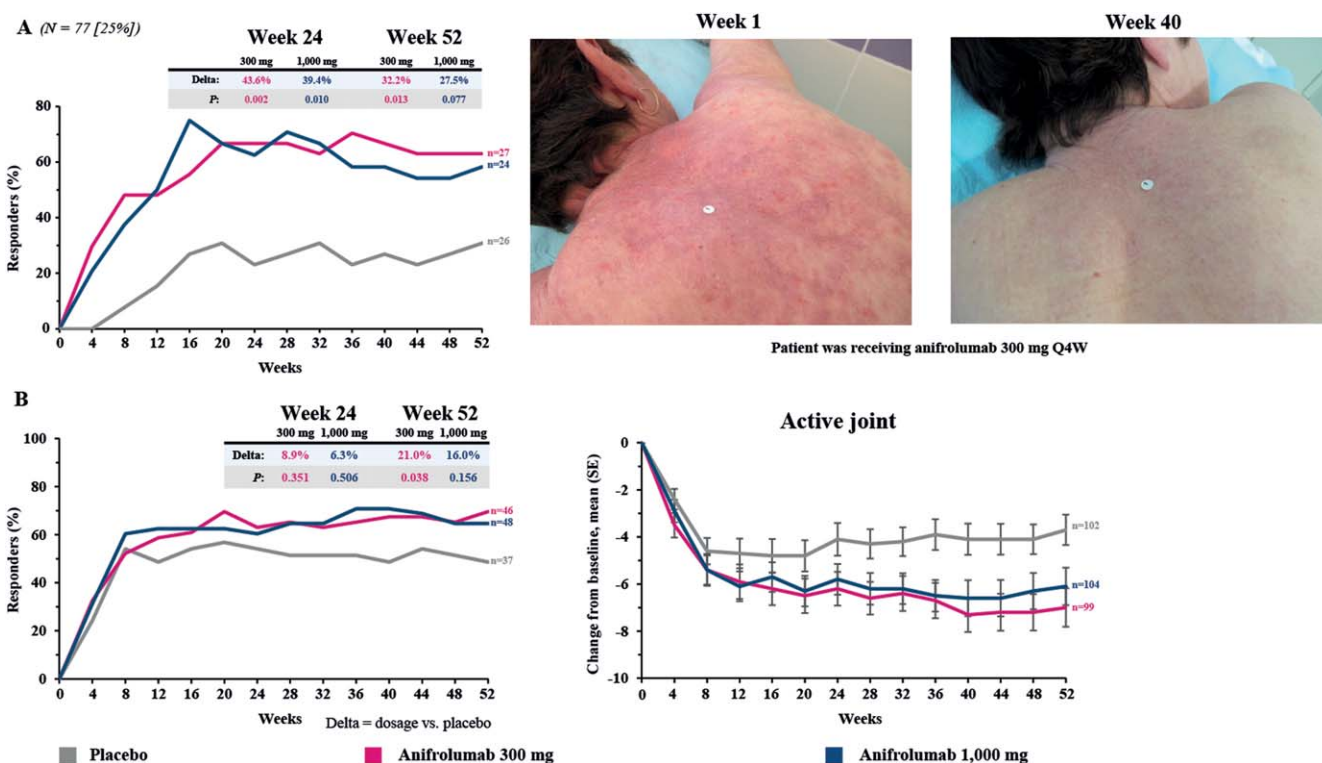 A (N = 77 [25%])
Week 24 Week 52
300 mg 1,000 mg 300 mg 1,000 mg
Delta: 43.6% 39.4% 32.2% 27.5%
P: 0.002 0.010 0.013 0.077
Responders (%)
80
60
40
20
0
n=27
n=24
n=26
0 4 8 12 16 20 24 28 32 36 40 44 48 52
Weeks
Week 1
Week 40
Patient was receiving anifrolumab 300 mg Q4W
B
Week 24 Week 52
300 mg 1,000 mg 300 mg 1,000 mg
Delta: 8.9% 6.3% 21.0% 16.0%
P: 0.351 0.506 0.038 0.156
Responders (%)
100
80
60
40
20
0
n=46
n=48
n=37
0 4 8 12 16 20 24 28 32 36 40 44 48 52
Weeks
Delta = dosage vs. placebo
Active joint
Change from baseline, mean (SE)
0
-2
-4
-6
-8
-10
n=102
n=104
n=99
0 4 8 12 16 20 24 28 32 36 40 44 48 52
Weeks
Placebo Anifrolumab 300 mg Anifrolumab 1,000 mg